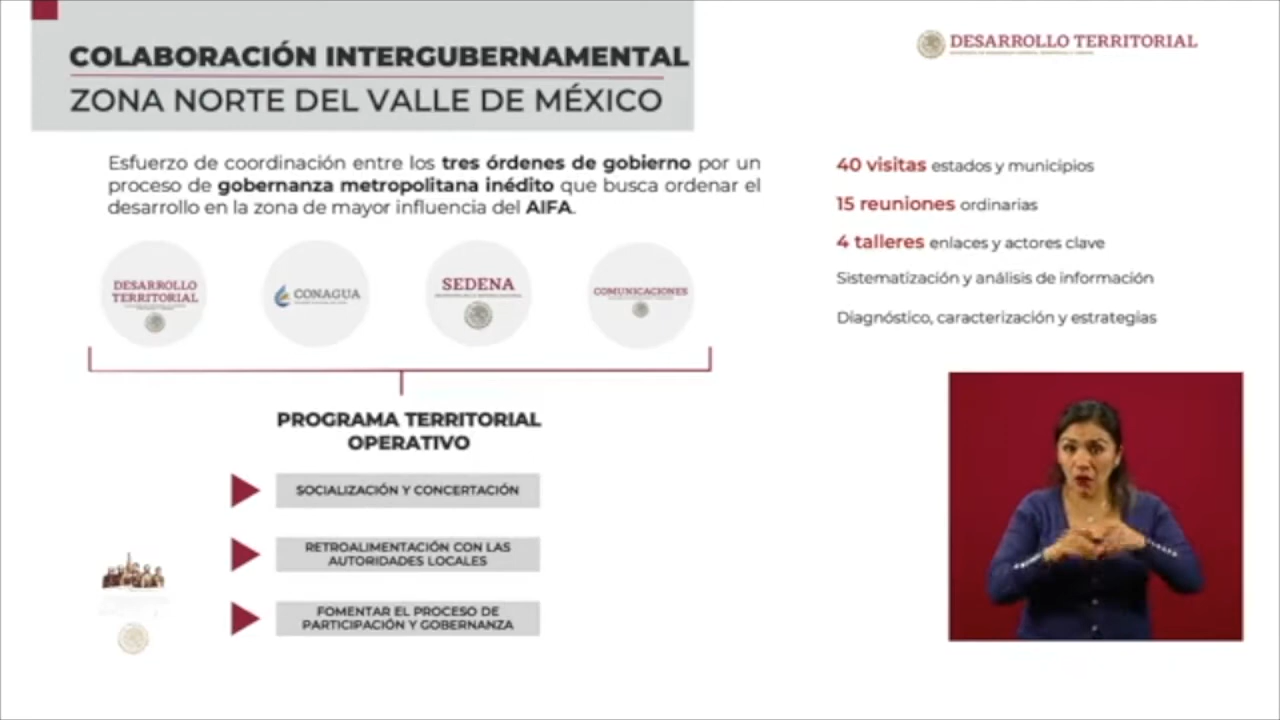 COLABORACIÓN INTERGUBERNAMENTAL
ZONA NORTE DEL VALLE DE MÉXICO
DESARROLLO TERRITORIAL
Esfuerzo de coordinación entre los tres órdenes de gobierno por un
proceso de gobernanza metropolitana inédito que busca ordenar el
desarrollo en la zona de mayor influencia del AIFA.
DESARROLLO
TERRITORIAL
CONAGUA
SEDENA
COMUNICACIONES
PROGRAMA TERRITORIAL
OPERATIVO
SOCIALIZACIÓN Y CONCERTACIÓN
RETROALIMENTACIÓN CON LAS
AUTORIDADES LOCALES
FOMENTAR EL PROCESO DE
PARTICIPACIÓN Y GOBERNANZA
40 visitas estados y municipios
15 reuniones ordinarias
4 talleres enlaces y actores clave
Sistematización y análisis de información
Diagnóstico, caracterización y estrategias